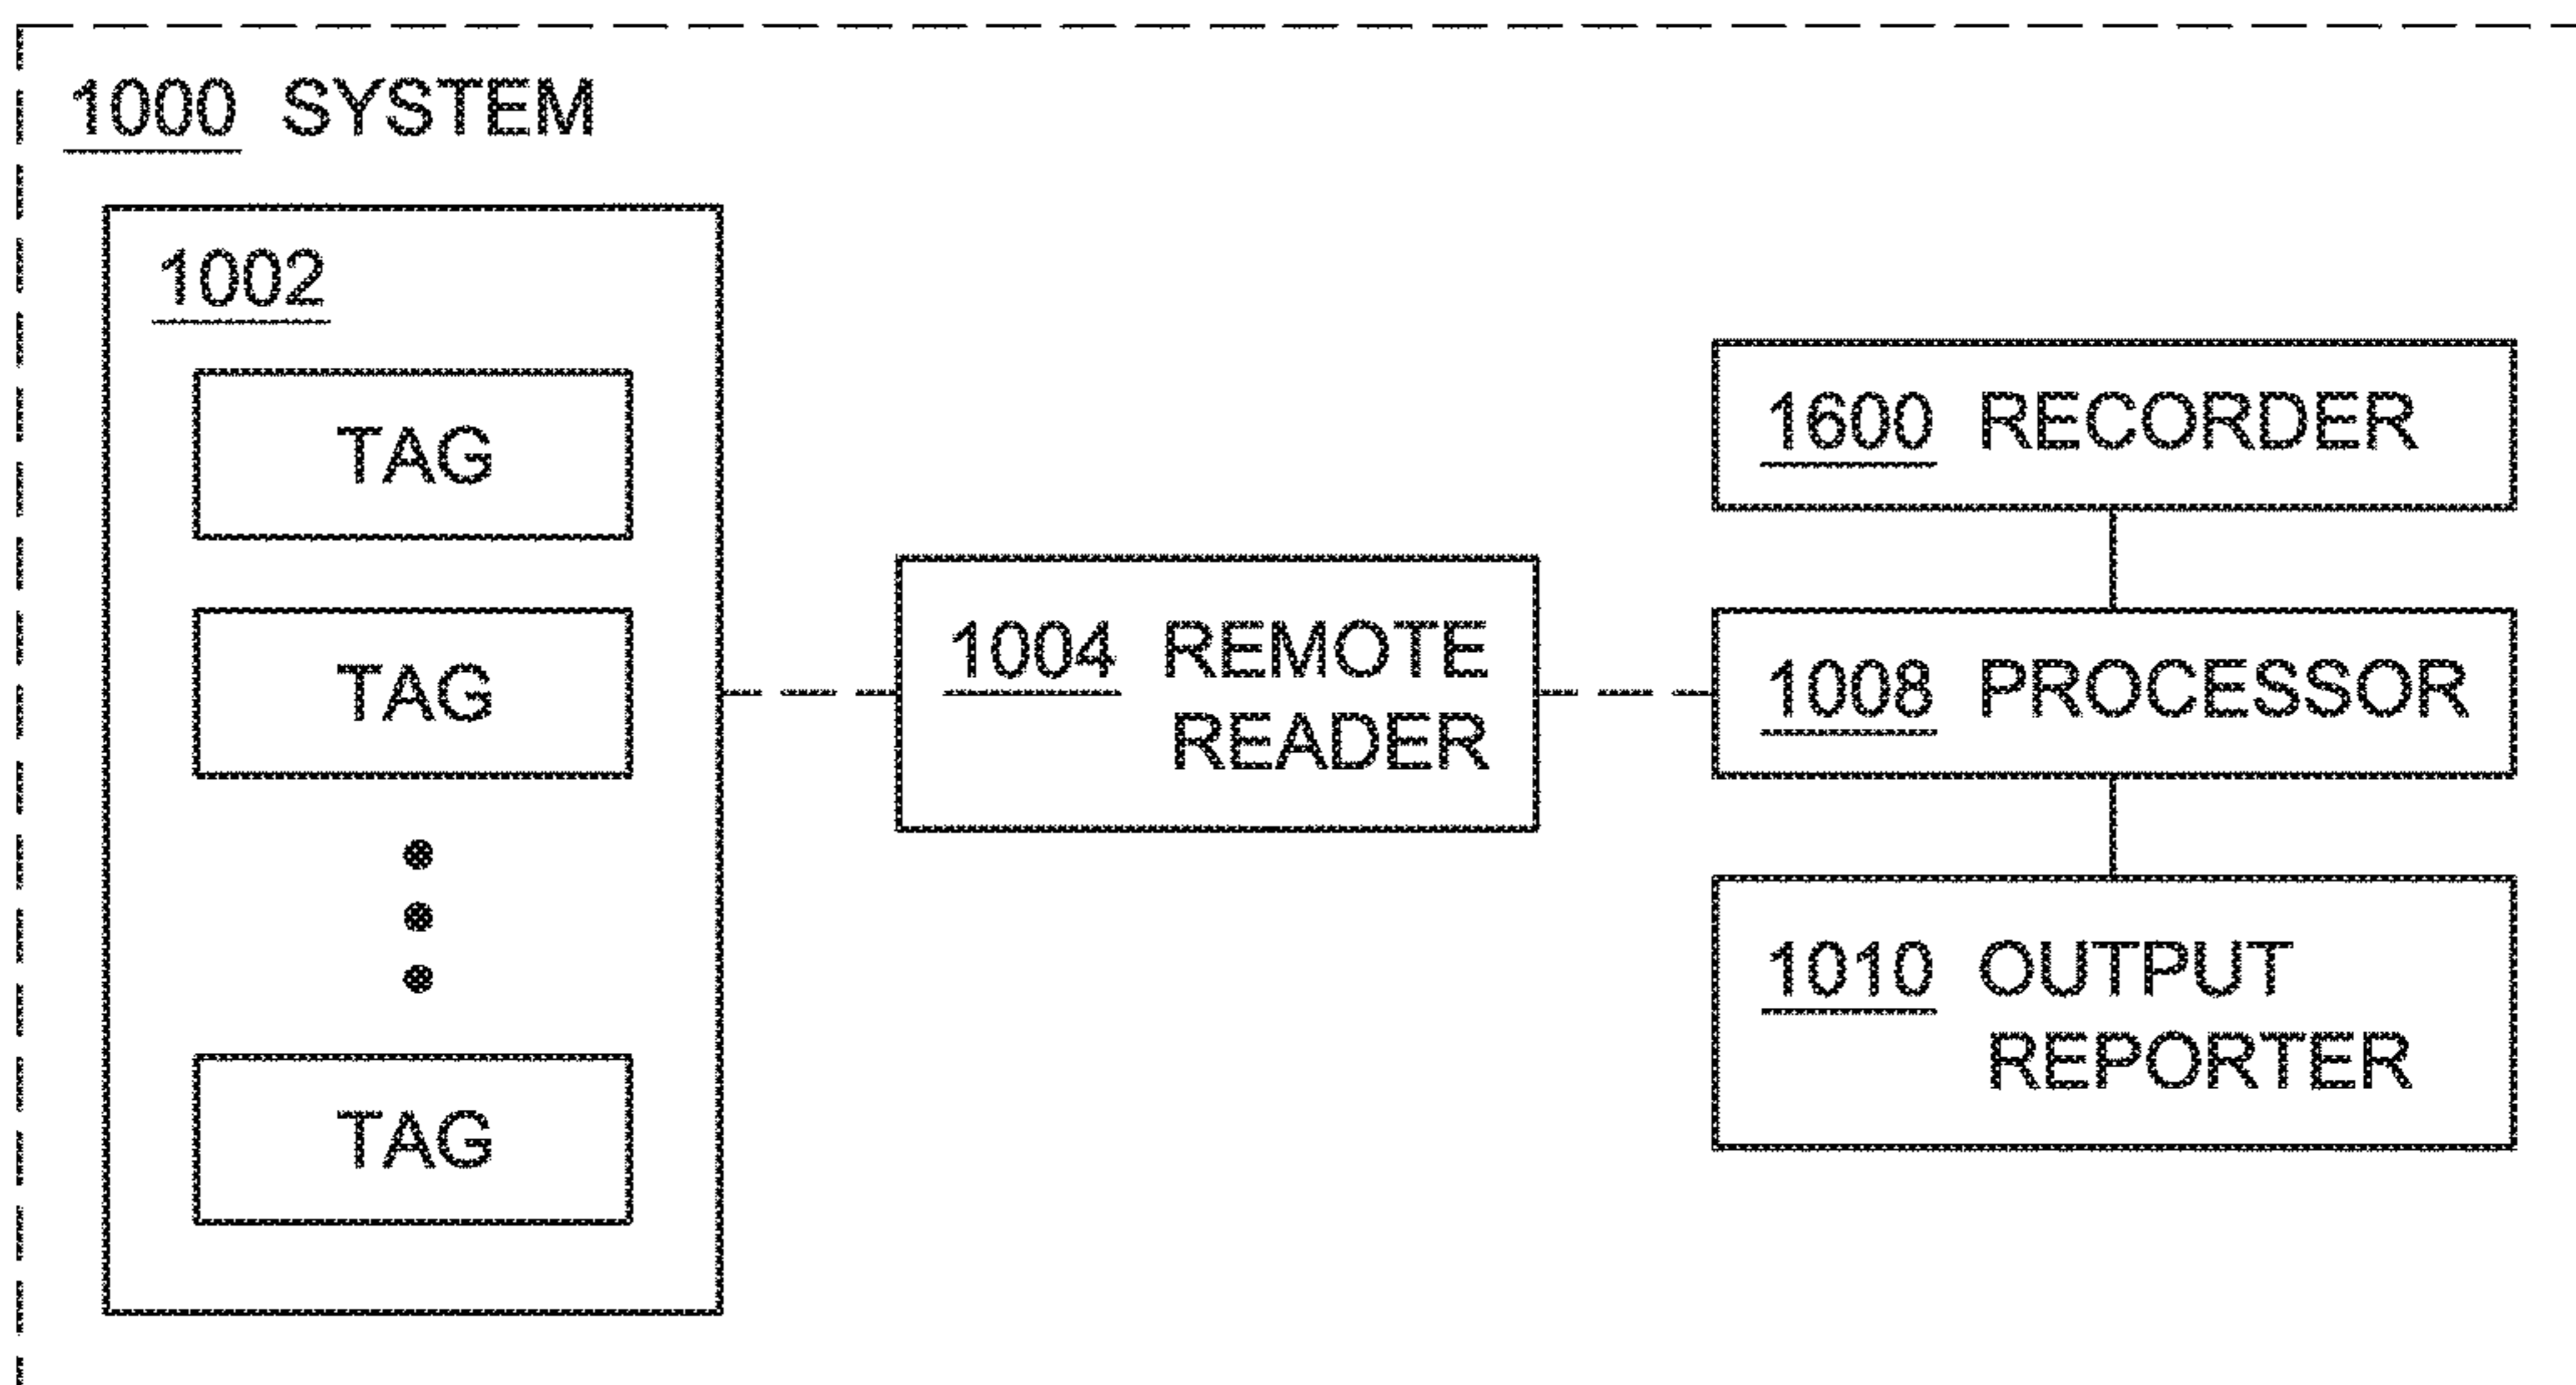 1000 SYSTEM
1002
TAG
TAG
TAG
1004 REMOTE
READER
1600 RECORDER
1008 PROCESSOR
1010 OUTPUT
REPORTER